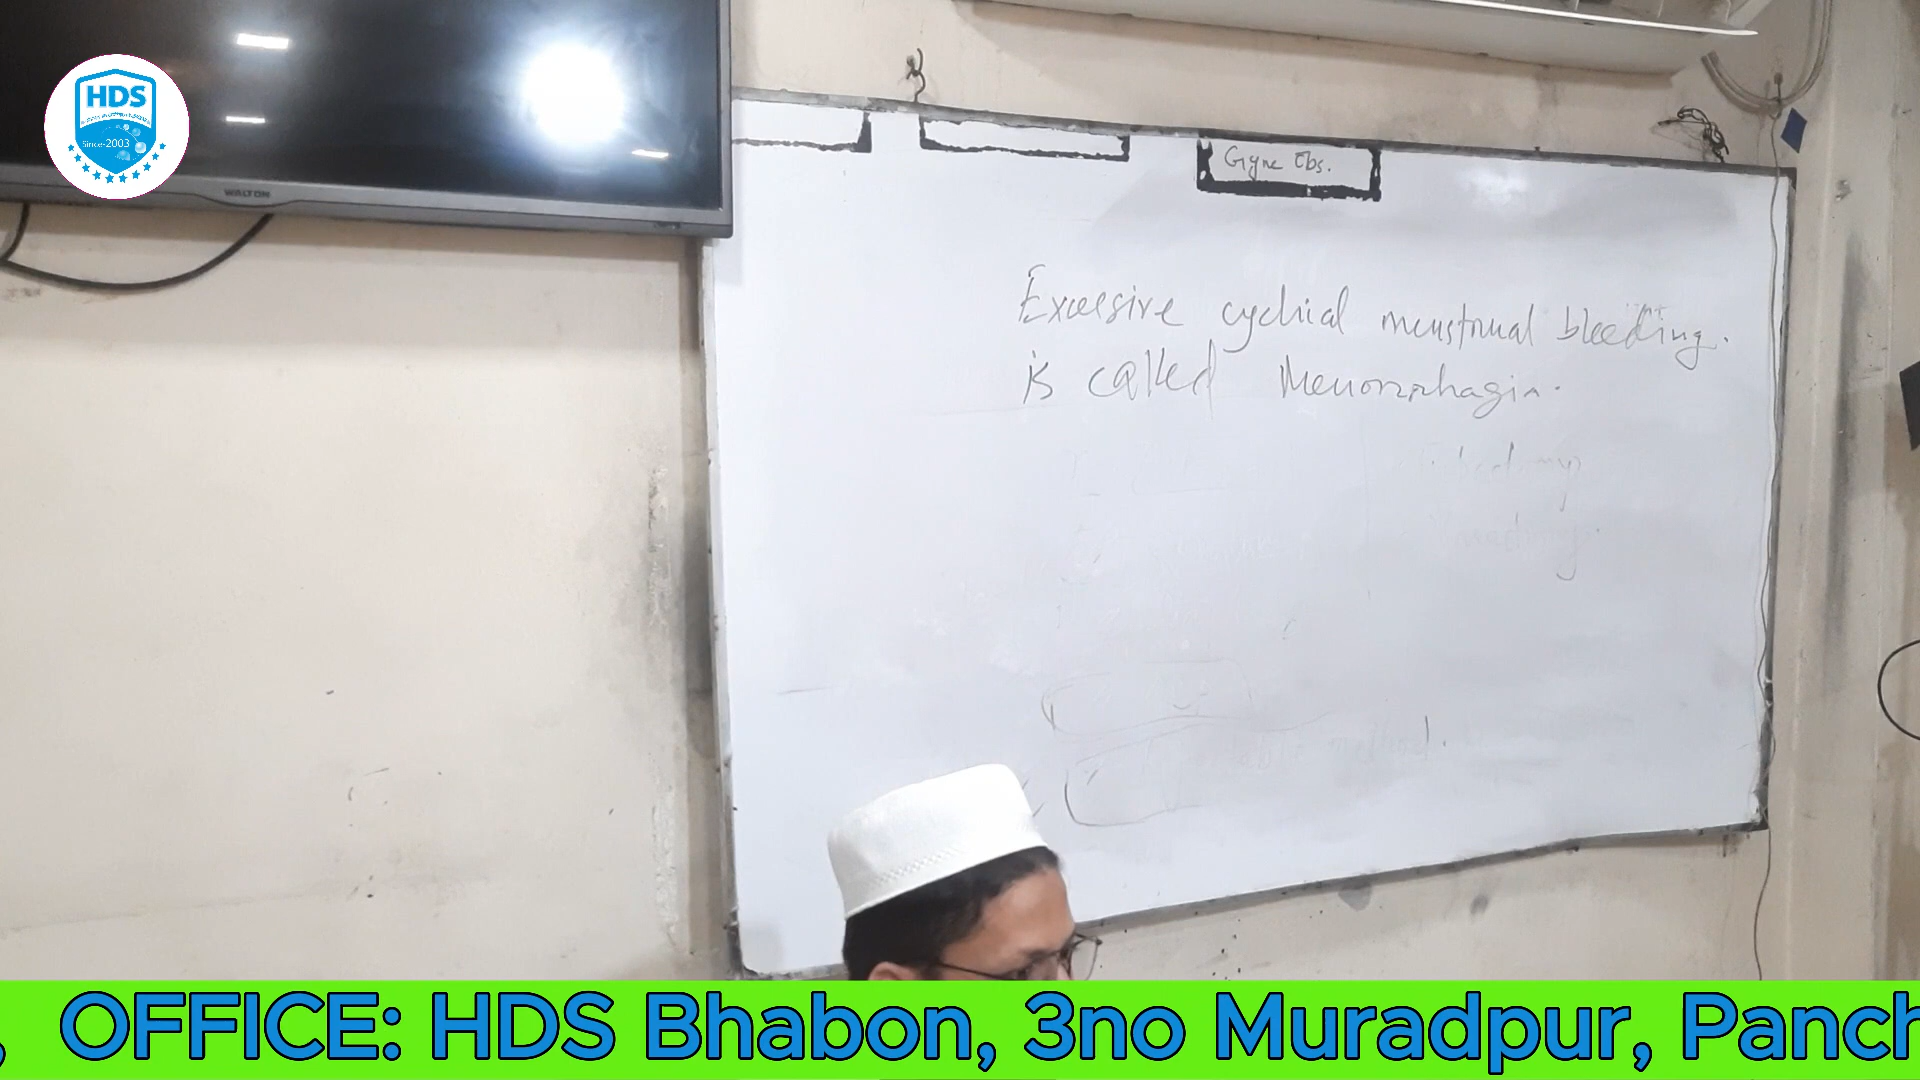 HDS
Since-2003
WALTON
Gyne Obs.
Excessive cyclical menstrual bleeding.
is called Menorrhagia.
OFFICE: HDS Bhabon, 3no Muradpur, Panch